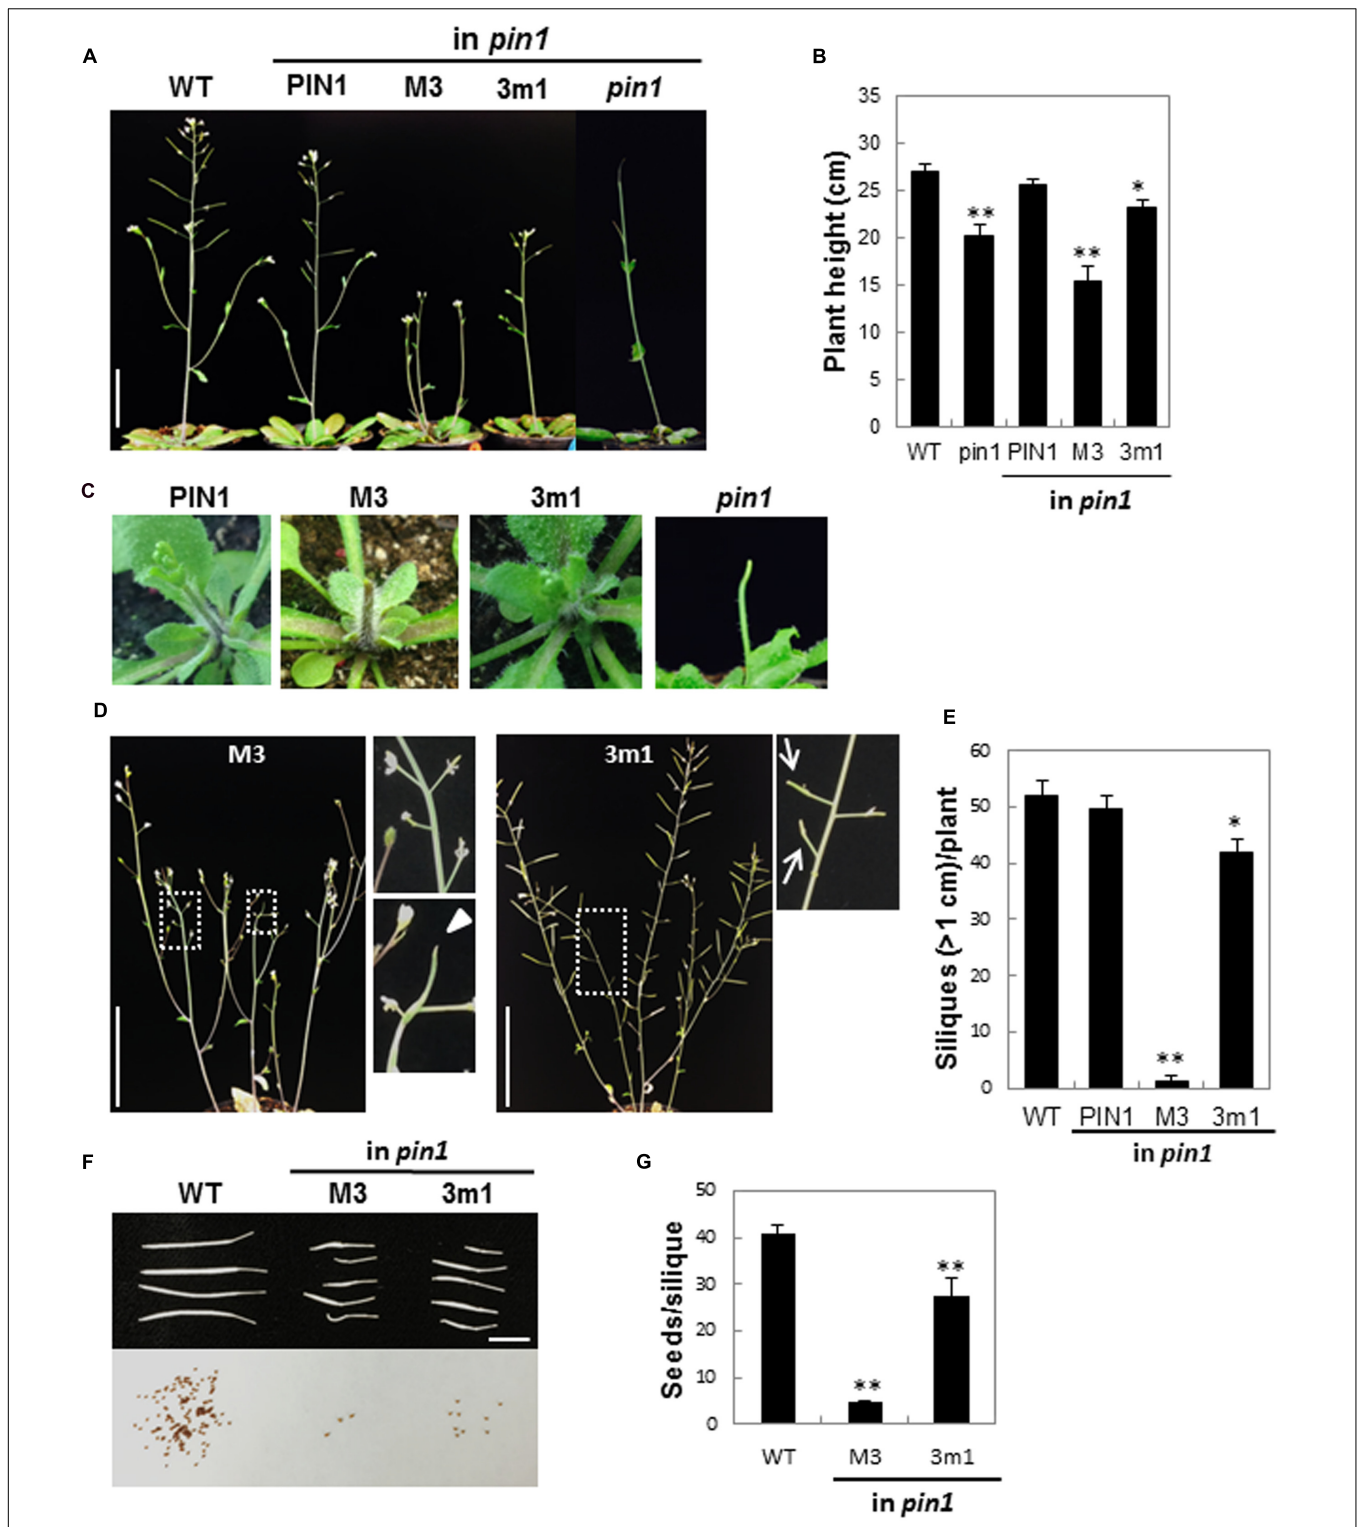 A
in pin1
WT PIN1 M3 3m1 pin1
B
Plant height (cm)
35
30
25
20
15
10
5
0
**
**
*
WT pin1 PIN1 M3 3m1
in pin1
C
PIN1 M3 3m1 pin1
D
M3
3m1
E
Siliques (>1 cm)/plant
60
50
40
30
20
10
0
**
*
WT PIN1 M3 3m1
in pin1
F
in pin1
WT M3 3m1
G
Seeds/silique
50
40
30
20
10
0
**
**
WT M3 3m1
in pin1